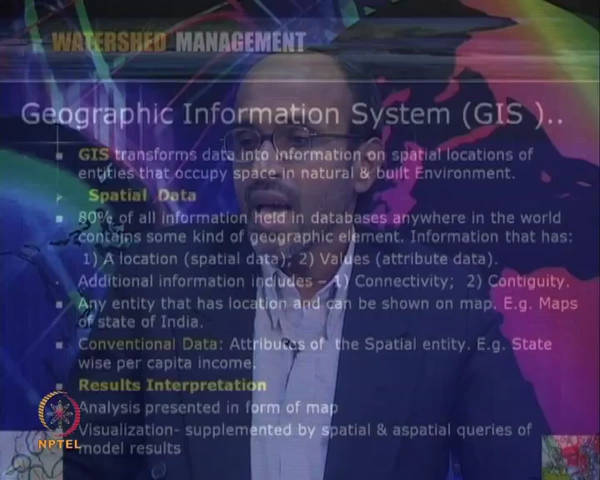 WATERSHED MANAGEMENT
Geographic Information System (GIS )..
GIS transforms data into information on spatial locations of
entities that occupy space in natural & built Environment.
Spatial Data
80% of all information held in databases anywhere in the world
contains some kind of geographic element. Information that has:
1) A location (spatial data); 2) Values (attribute data).
Additional information includes – 1) Connectivity; 2) Contiguity.
Any entity that has location and can be shown on map. E.g. Maps
of state of India.
Conventional Data: Attributes of the Spatial entity. E.g. State
wise per capita income.
Results Interpretation
Analysis presented in form of map
Visualization- supplemented by spatial & aspatial queries of
model results
NPTEL